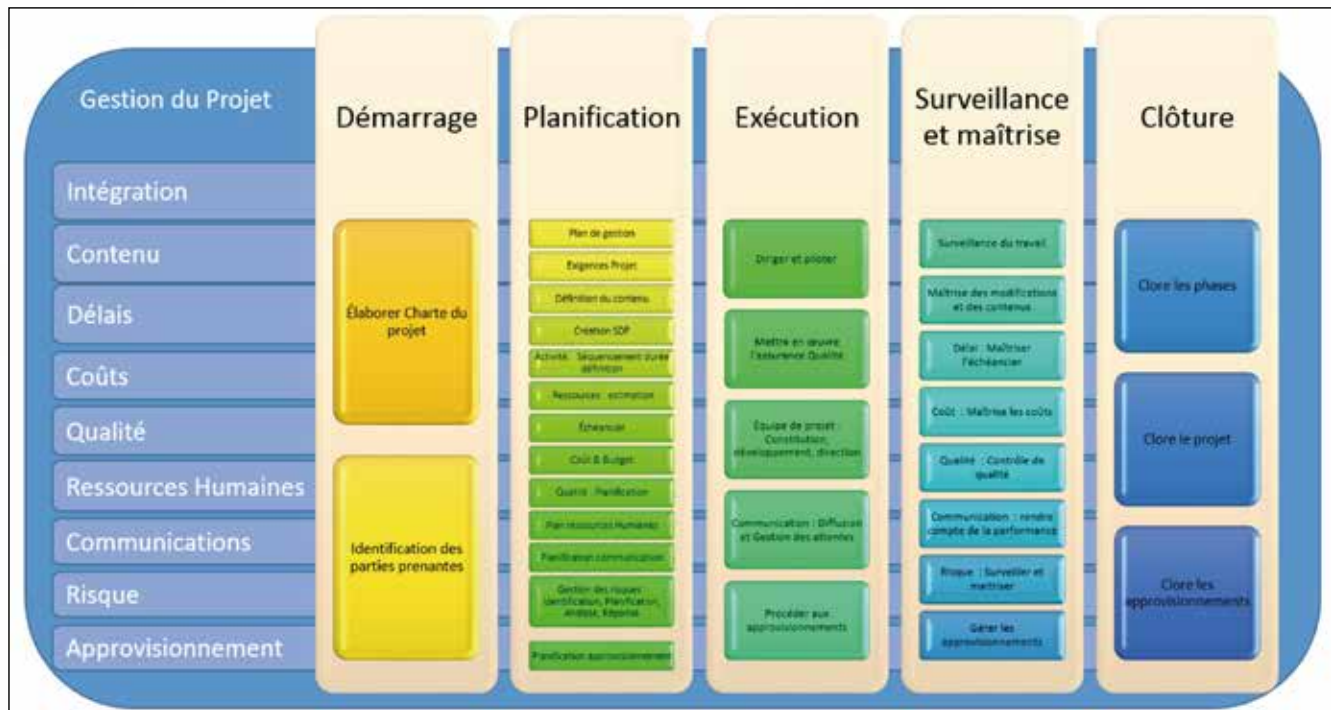 Gestion du Projet
Intégration
Contenu
Délais
Coûts
Qualité
Ressources Humaines
Communications
Risque
Approvisionnement
Démarrage
Élaborer Charte du
projet
Identification des
parties prenantes
Planification
Plan de gestion
Exigences Projet
Définition du contenu
Création SDP
Activité : Séquencement durée
définition
Ressources : estimation
Échéancier
Coût & Budget
Qualité : Planification
Plan ressources Humaines
Planification communication
Gestion des risques
Identification, Planification,
Analyse, Réponse
Planification approvisionnement
Exécution
Diriger et piloter
Mettre en œuvre
l'assurance Qualité
Équipe de projet :
Constitution,
développement, direction
Communication : Diffusion
et Gestion des attentes
Procéder aux
approvisionnements
Surveillance
et maîtrise
Surveillance du travail
Maîtrise des modifications
et des contenus
Délai : Maîtriser
l'échéancier
Coût : Maîtrise les coûts
Qualité : Contrôle de
qualité
Communication : rendre
compte de la performance
Risque : Surveiller et
maitriser
Gérer les
approvisionnements
Clôture
Clore les phases
Clore le projet
Clore les
approvisionnements